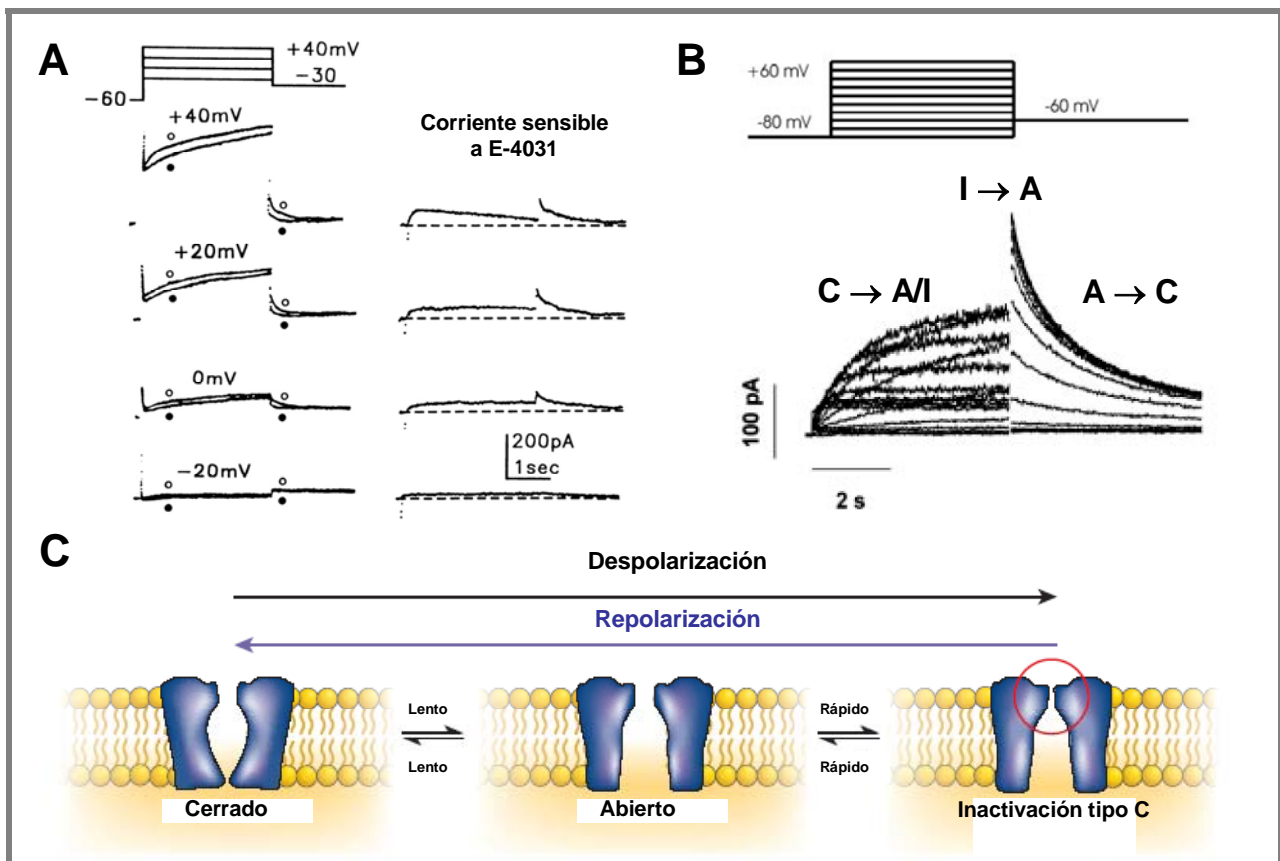 A
+40mV
−30
−60
+40mV
Corriente sensible
a E-4031
+20mV
0mV
200pA
1sec
−20mV
B
+60 mV
-80 mV
-60 mV
I → A
C → A/I
A → C
100 pA
2 s
C
Despolarización
Repolarización
Lento
Lento
Rápido
Rápido
Cerrado
Abierto
Inactivación tipo C